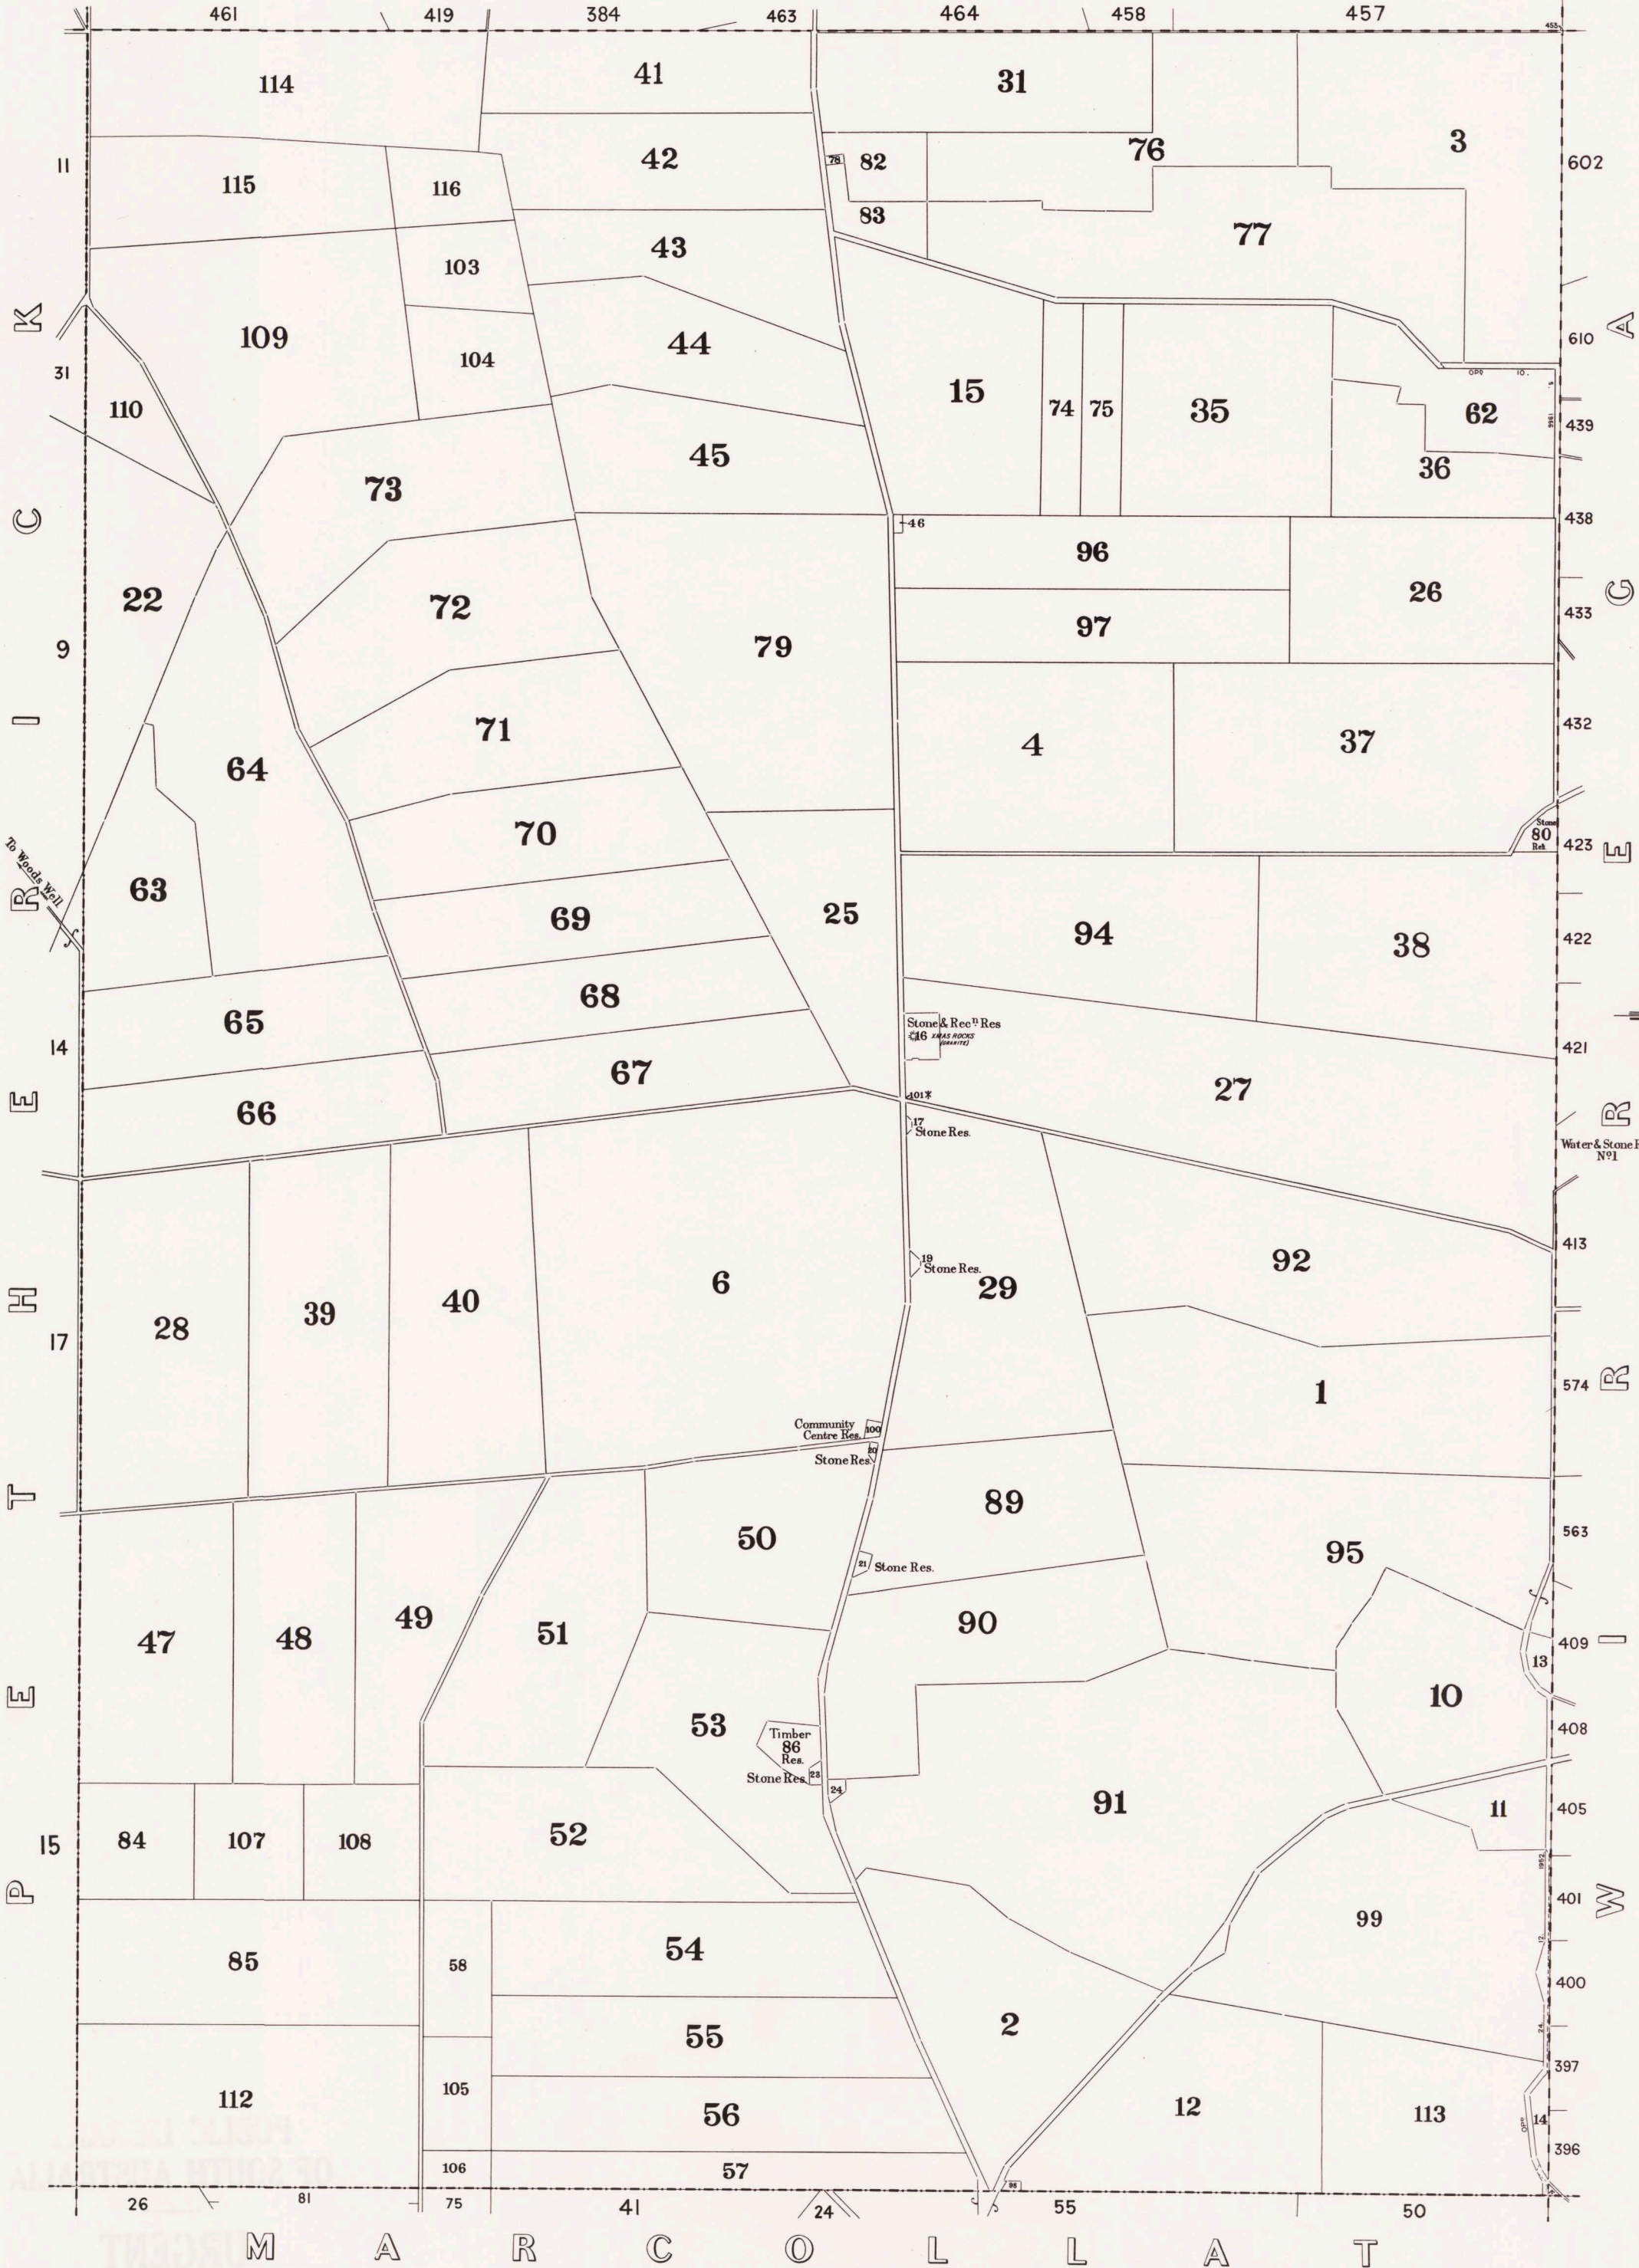 461 419 384 463 464 458 457
114 41 31
3
11 115 116 42 78 82 76 602
83
43 77
103
K 109 44 610 A
104
31 110 15 74 75 35 62 439
45 36
73
C 46 438
96
22 72 26 G
97 433
9 79
I 71 4 37 432
64
70 Stone
80
Res. 423 E
To Woods Well
R 63 69 25 94 38 422
68
65 Stone & Recn Res
16 XMAS ROCKS
(GRANITE)
14 67 27 421
E 66 101* R
17
Stone Res.
Water & Stone
No1
413
19
Stone Res. 92
H 28 39 40 6 29
17
1 574 R
Community
Centre Res. 100
20
Stone Res.
T 89
50 563
95
21 Stone Res.
47 48 49 51 90 I
409
13
E 53 10
Timber
86
Res. 408
Stone Res. 23
24
91 11 405
15 84 107 108 52
P 1952
99 401 W
54
85 58 400
2
55
397
105
112 56 12 113 14
396
106 57
98
26 81 75 41 24 55 50
M A R C O L L A T